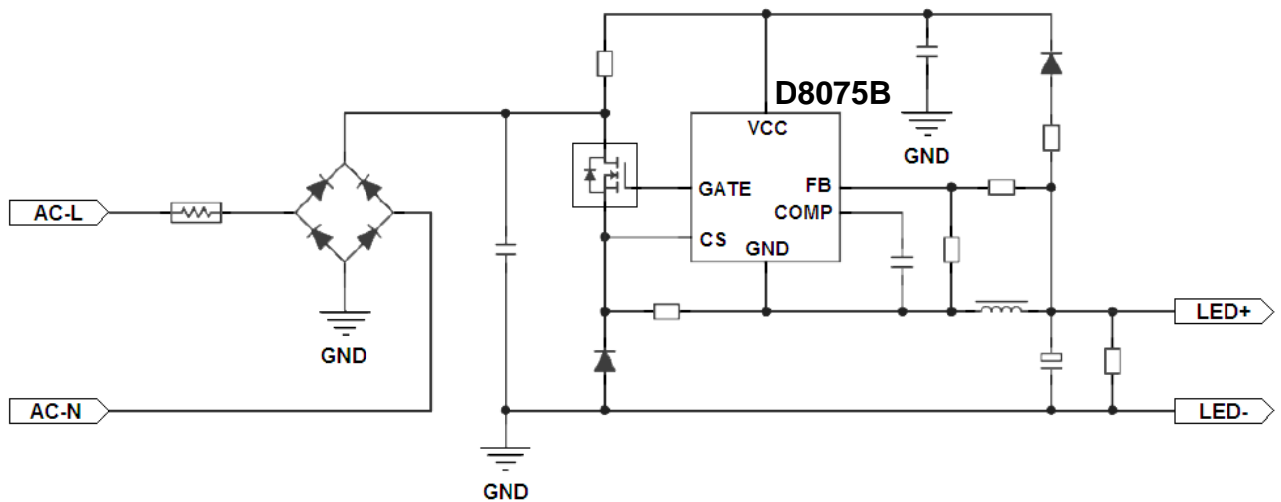 D8075B
VCC
GND
GATE
FB
COMP
CS
GND
AC-L
GND
AC-N
LED+
LED-
GND